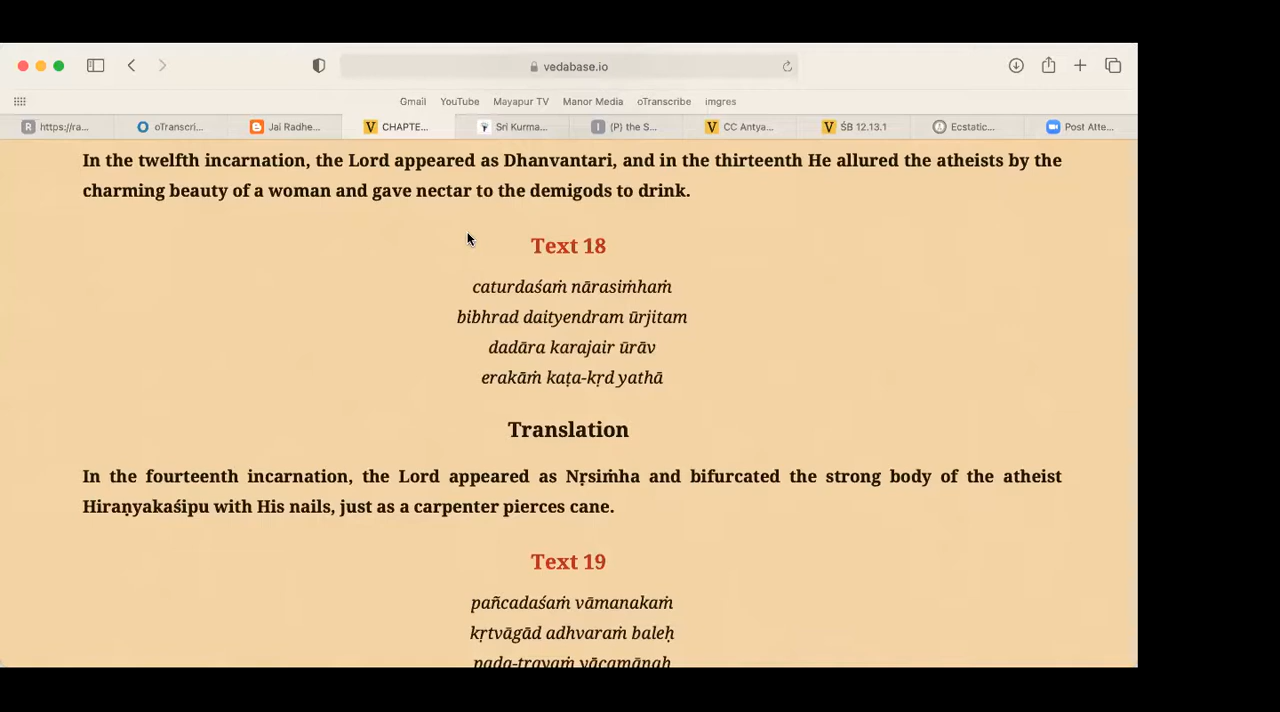 vedabase.io
Gmail YouTube Mayapur TV Manor Media oTranscribe imgres
https://ra... oTranscri... Jai Radhe... CHAPTE... Sri Kurma... (P) the S... CC Antya... ŚB 12.13.1 Ecstatic... Post Atte...
In the twelfth incarnation, the Lord appeared as Dhanvantari, and in the thirteenth He allured the atheists by the
charming beauty of a woman and gave nectar to the demigods to drink.
Text 18
caturdaśaṁ nārasiṁhaṁ
bibhrad daityendram ūrjitam
dadāra karajair ūrāv
erakāṁ kaṭa-kṛd yathā
Translation
In the fourteenth incarnation, the Lord appeared as Nṛsiṁha and bifurcated the strong body of the atheist
Hiraṇyakaśipu with His nails, just as a carpenter pierces cane.
Text 19
pañcadaśaṁ vāmanakaṁ
kṛtvāgād adhvaraṁ baleḥ
pada-trayaṁ yācamānaḥ